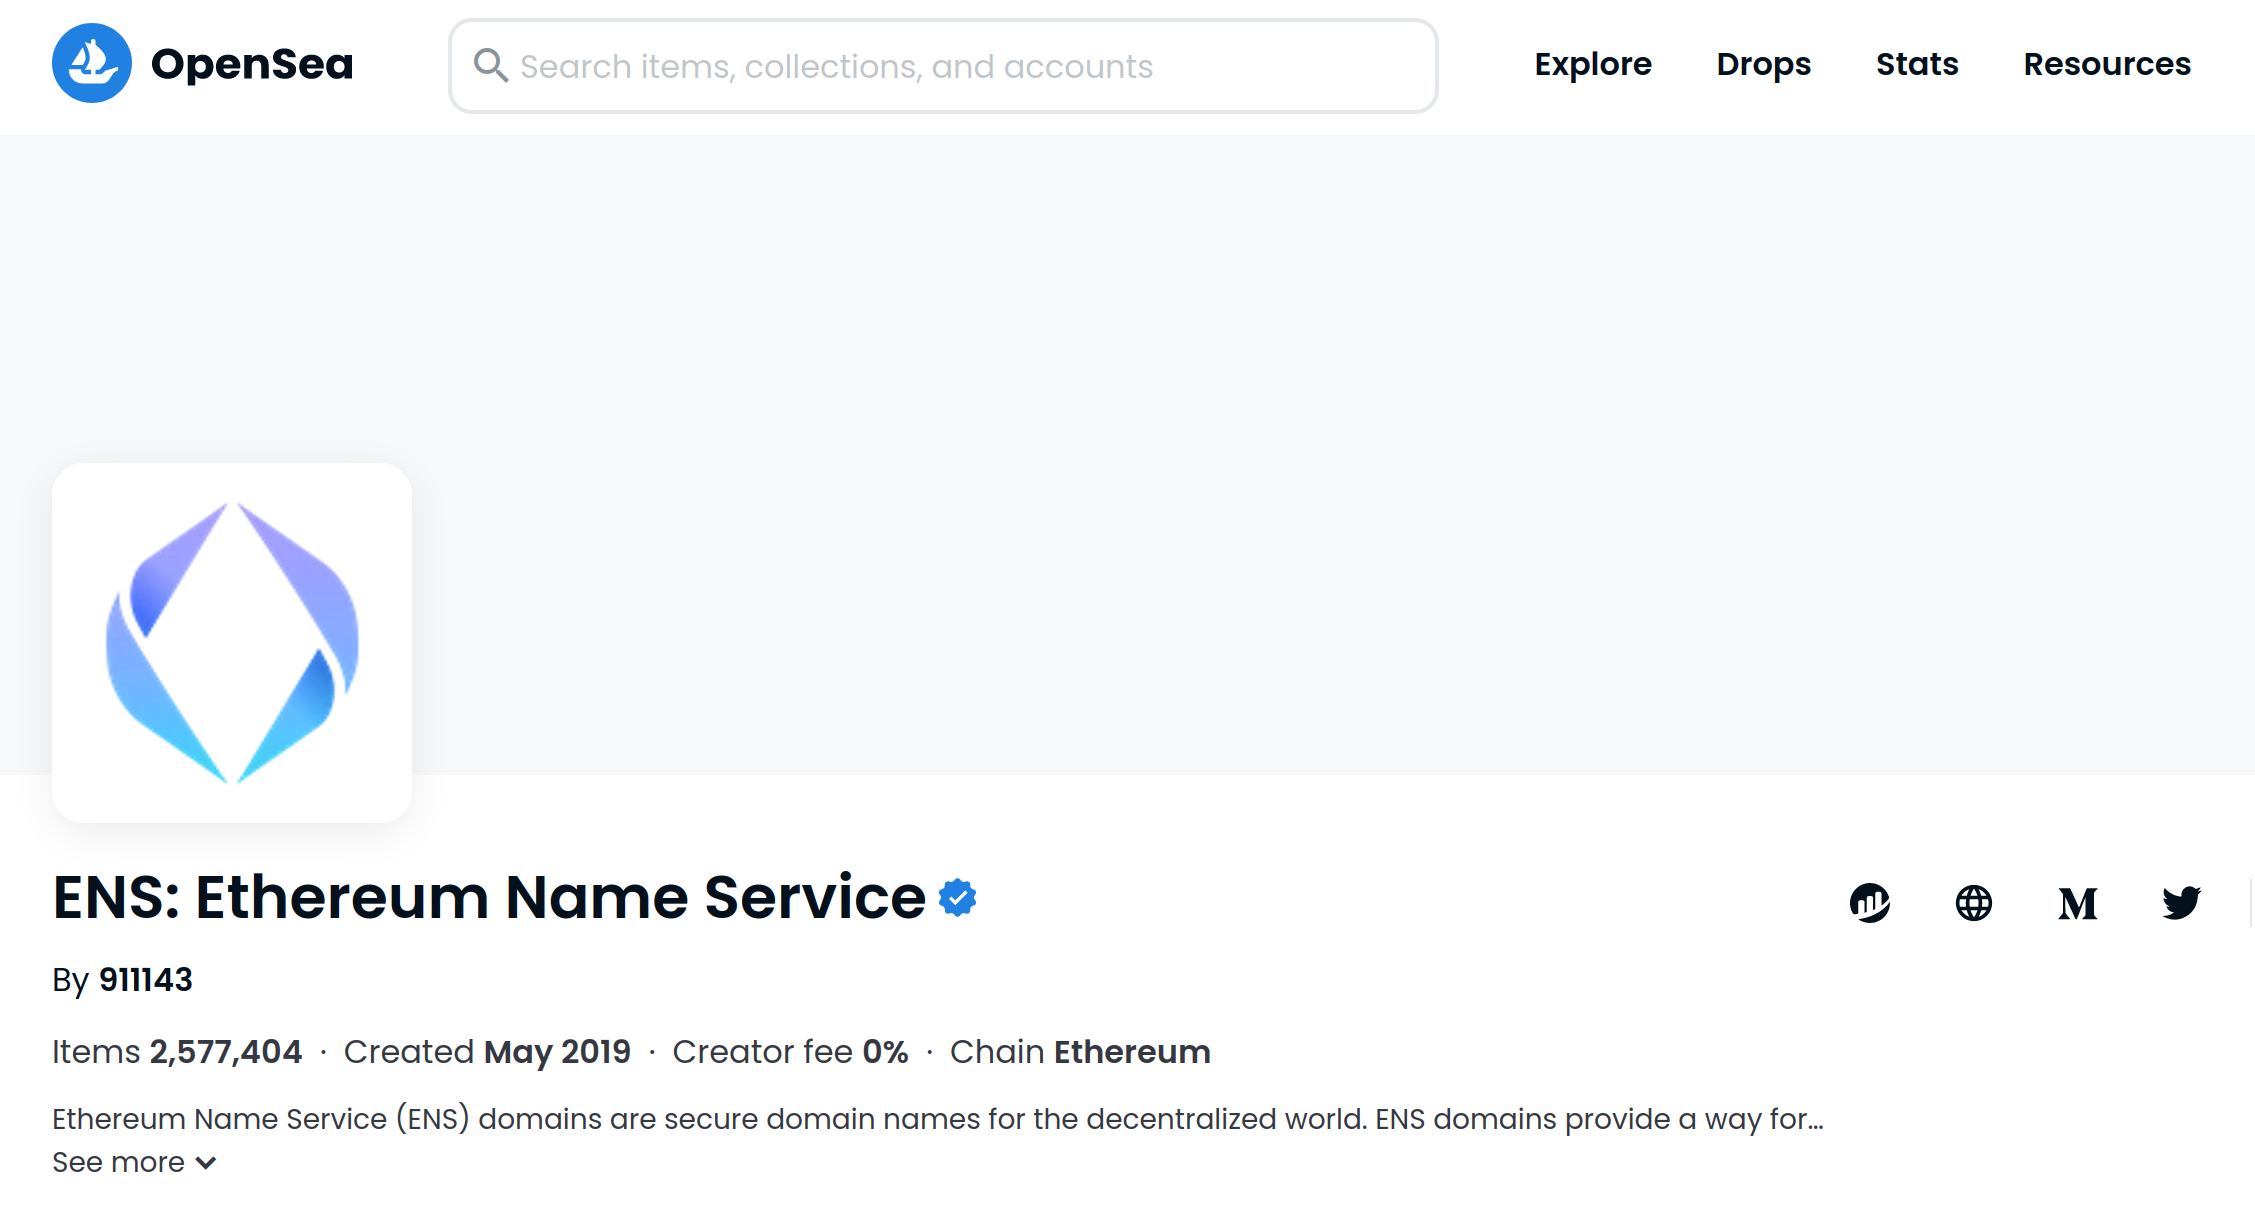 OpenSea
Search items, collections, and accounts
Explore Drops Stats Resources
ENS: Ethereum Name Service
By 911143
Items 2,577,404 · Created May 2019 · Creator fee 0% · Chain Ethereum
Ethereum Name Service (ENS) domains are secure domain names for the decentralized world. ENS domains provide a way for...
See more